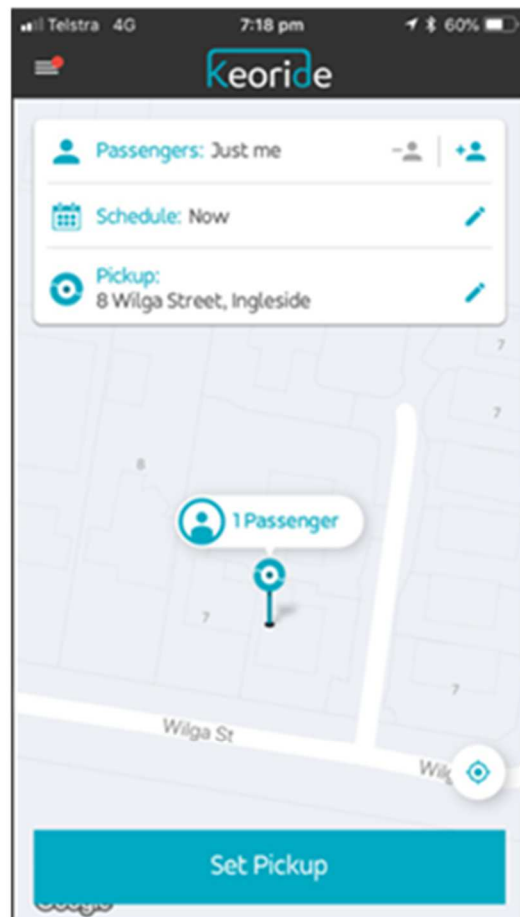 Telstra 4G 7:18 pm 60%
Keoride
Passengers: Just me
Schedule: Now
Pickup:
8 Wilga Street, Ingleside
7
7
8
1 Passenger
7
7
Wilga St
Wilg
Set Pickup
Google